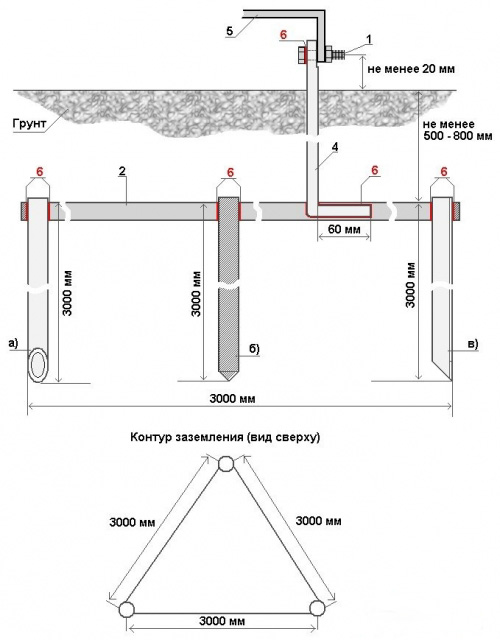 5
6
1
не менее 20 мм
Грунт
не менее
500 - 800 мм
4
6
2
6
6
6
60 мм
3000 мм
3000 мм
3000 мм
а)
б)
в)
3000 мм
Контур заземления (вид сверху)
3000 мм
3000 мм
3000 мм